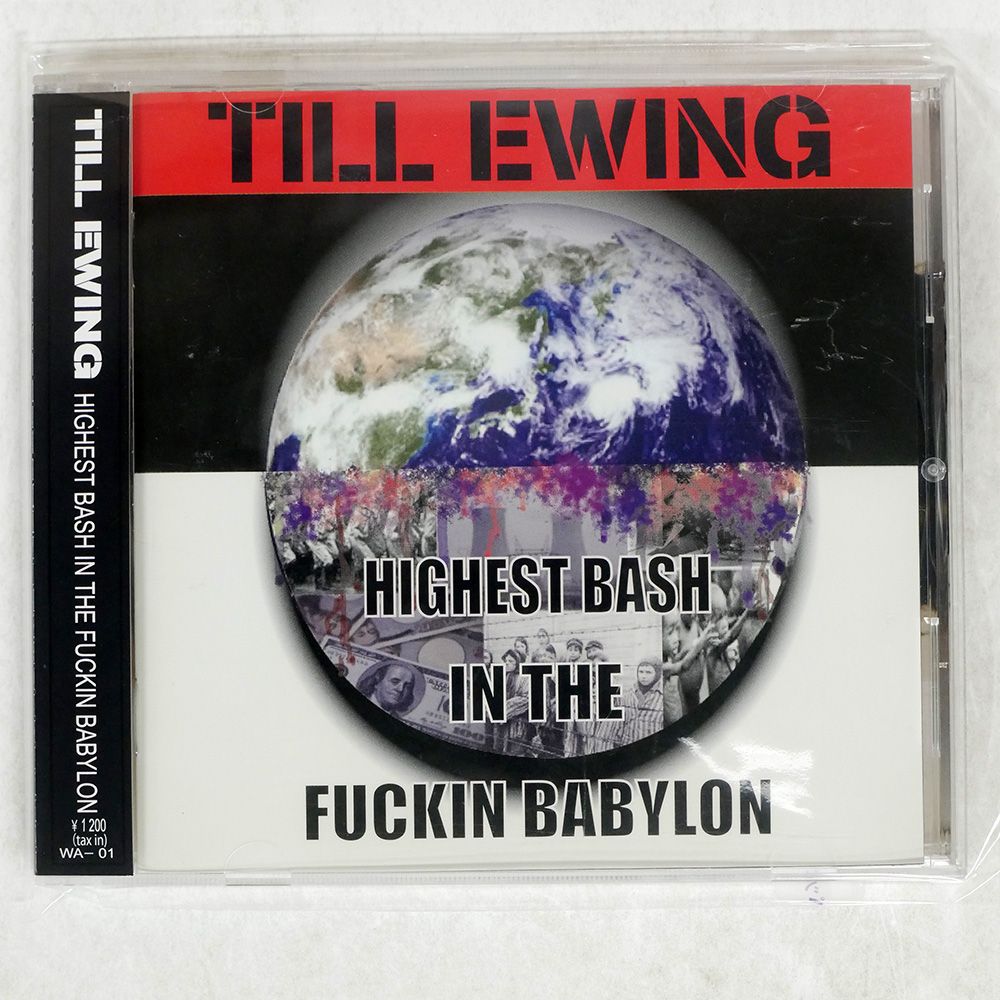 TILL EWING HIGHEST BASH IN THE FUCKIN BABYLON
¥1200
(tax in)
WA-01
TILL EWING
HIGHEST BASH
IN THE
FUCKIN BABYLON
100